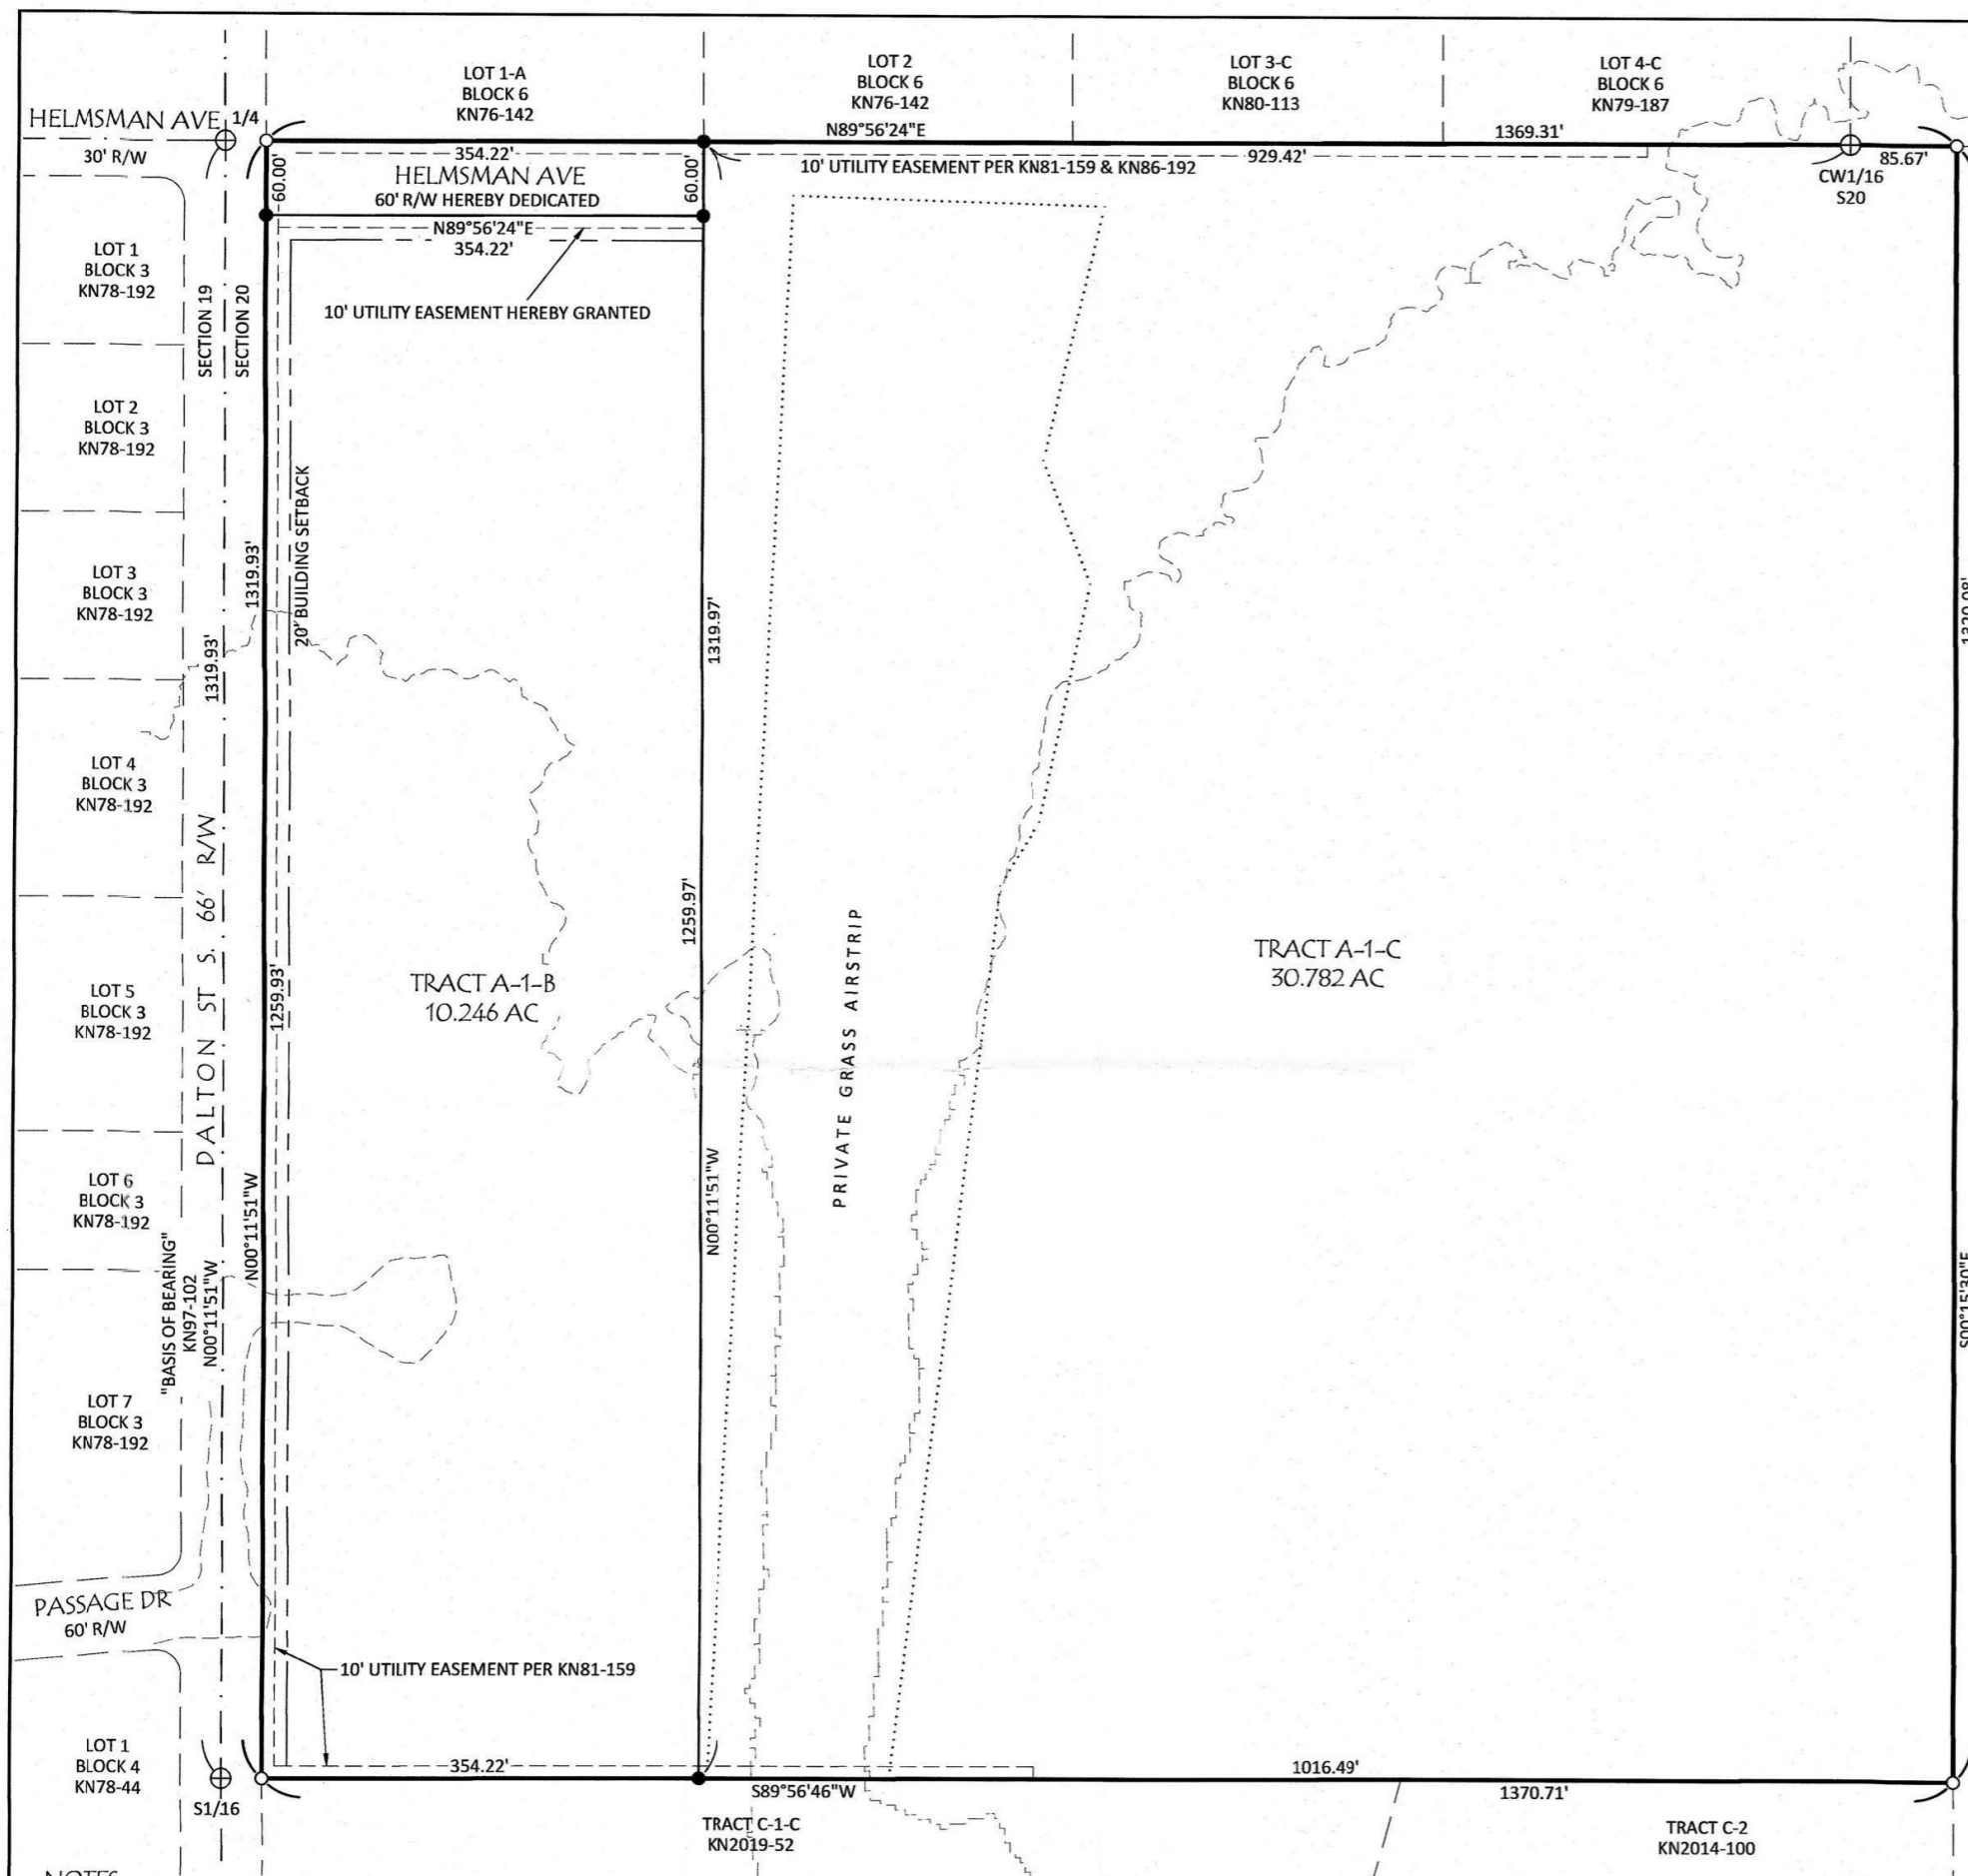 LOT 1-A
BLOCK 6
KN76-142
LOT 2
BLOCK 6
KN76-142
LOT 3-C
BLOCK 6
KN80-113
LOT 4-C
BLOCK 6
KN79-187
HELMSMAN AVE
1/4
30' R/W
N89°56'24"E
1369.31'
354.22'
929.42'
85.67'
10' UTILITY EASEMENT PER KN81-159 & KN86-192
CW1/16
S20
60.00'
HELMSMAN AVE
60' R/W HEREBY DEDICATED
60.00'
N89°56'24"E
354.22'
10' UTILITY EASEMENT HEREBY GRANTED
LOT 1
BLOCK 3
KN78-192
SECTION 19
SECTION 20
LOT 2
BLOCK 3
KN78-192
20' BUILDING SETBACK
LOT 3
BLOCK 3
KN78-192
1319.93'
1319.93'
1319.97'
1320.08'
LOT 4
BLOCK 3
KN78-192
DALTON ST S. 66' R/W
1259.93'
1259.97'
TRACT A-1-B
10.246 AC
PRIVATE GRASS AIRSTRIP
TRACT A-1-C
30.782 AC
LOT 5
BLOCK 3
KN78-192
LOT 6
BLOCK 3
KN78-192
"BASIS OF BEARING"
KN97-102
N00°11'51"W
N00°11'51"W
N00°11'51"W
S00°15'30"E
LOT 7
BLOCK 3
KN78-192
PASSAGE DR
60' R/W
10' UTILITY EASEMENT PER KN81-159
LOT 1
BLOCK 4
KN78-44
S1/16
354.22'
1016.49'
S89°56'46"W
1370.71'
TRACT C-1-C
KN2019-52
TRACT C-2
KN2014-100
NOTES